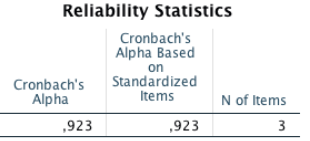 Reliability Statistics
Cronbach's
Alpha
Cronbach's
Alpha Based
on
Standardized
Items
N of Items
,923 ,923 3